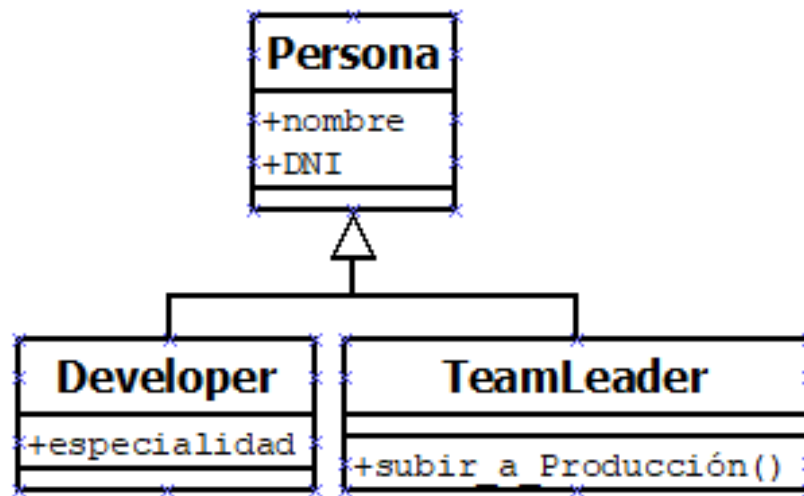 Persona
+nombre
+DNI
Developer
+especialidad
TeamLeader
+subir_a_Producción()